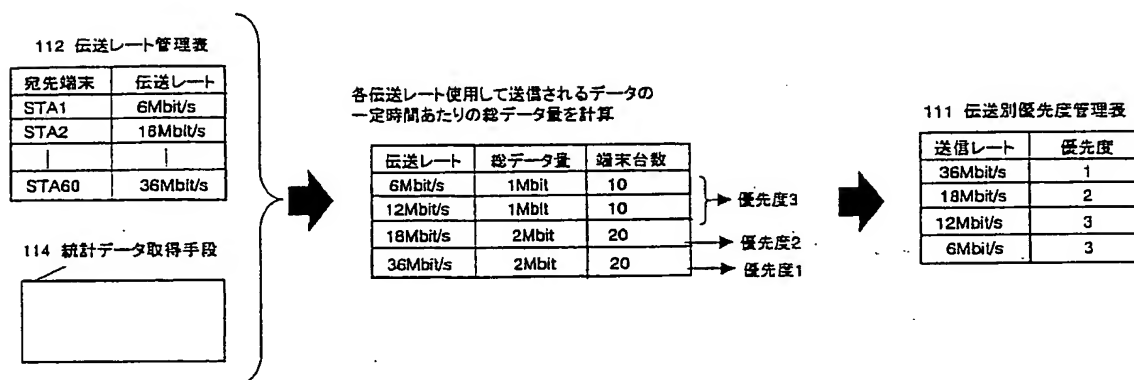 112 伝送レート管理表
宛先端末 伝送レート
STA1 6Mbit/s
STA2 18Mbit/s
STA60 36Mbit/s
114 統計データ取得手段
各伝送レート使用して送信されるデータの
一定時間あたりの総データ量を計算
伝送レート 総データ量 端末台数
6Mbit/s 1Mbit 10
12Mbit/s 1Mbit 10
優先度3
18Mbit/s 2Mbit 20
優先度2
36Mbit/s 2Mbit 20
優先度1
111 伝送別優先度管理表
送信レート 優先度
36Mbit/s 1
18Mbit/s 2
12Mbit/s 3
6Mbit/s 3